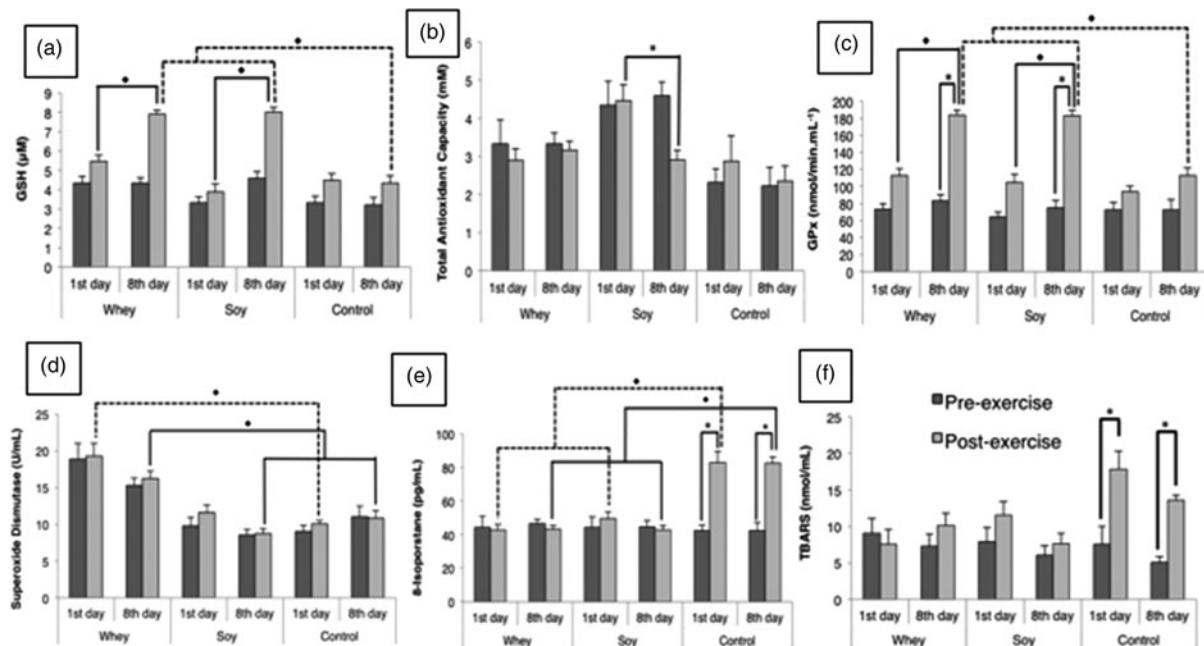 (a)
GSH (µM)
9
8
7
6
5
4
3
2
1
0
1st day 8th day 1st day 8th day 1st day 8th day
Whey Soy Control
(b)
Total Antioxidant Capacity (mM)
6
5
4
3
2
1
0
*
1st day 8th day 1st day 8th day 1st day 8th day
Whey Soy Control
(c)
GPx (nmol/min.mL⁻¹)
200
180
160
140
120
100
80
60
40
20
0
* *
1st day 8th day 1st day 8th day 1st day 8th day
Whey Soy Control
(d)
Superoxide Dismutase (U/mL)
25
20
15
10
5
0
1st day 8th day 1st day 8th day 1st day 8th day
Whey Soy Control
(e)
8-Isoporstane (pg/mL)
100
80
60
40
20
0
* *
1st day 8th day 1st day 8th day 1st day 8th day
Whey Soy Control
(f)
Pre-exercise
Post-exercise
TBARS (nmol/mL)
25
20
15
10
5
0
* *
1st day 8th day 1st day 8th day 1st day 8th day
Whey Soy Control